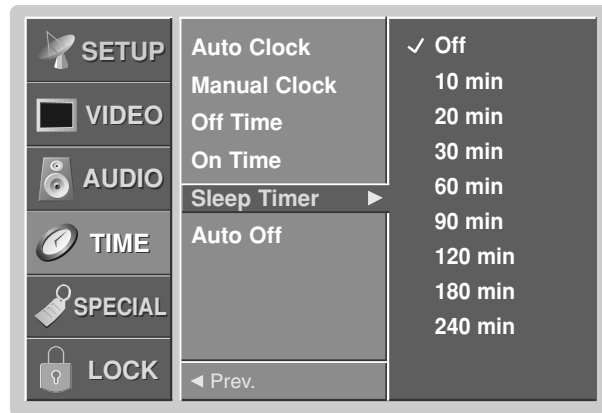 SETUP
VIDEO
AUDIO
TIME
SPECIAL
LOCK
Auto Clock
Manual Clock
Off Time
On Time
Sleep Timer ►
Auto Off
◄ Prev.
✓ Off
10 min
20 min
30 min
60 min
90 min
120 min
180 min
240 min